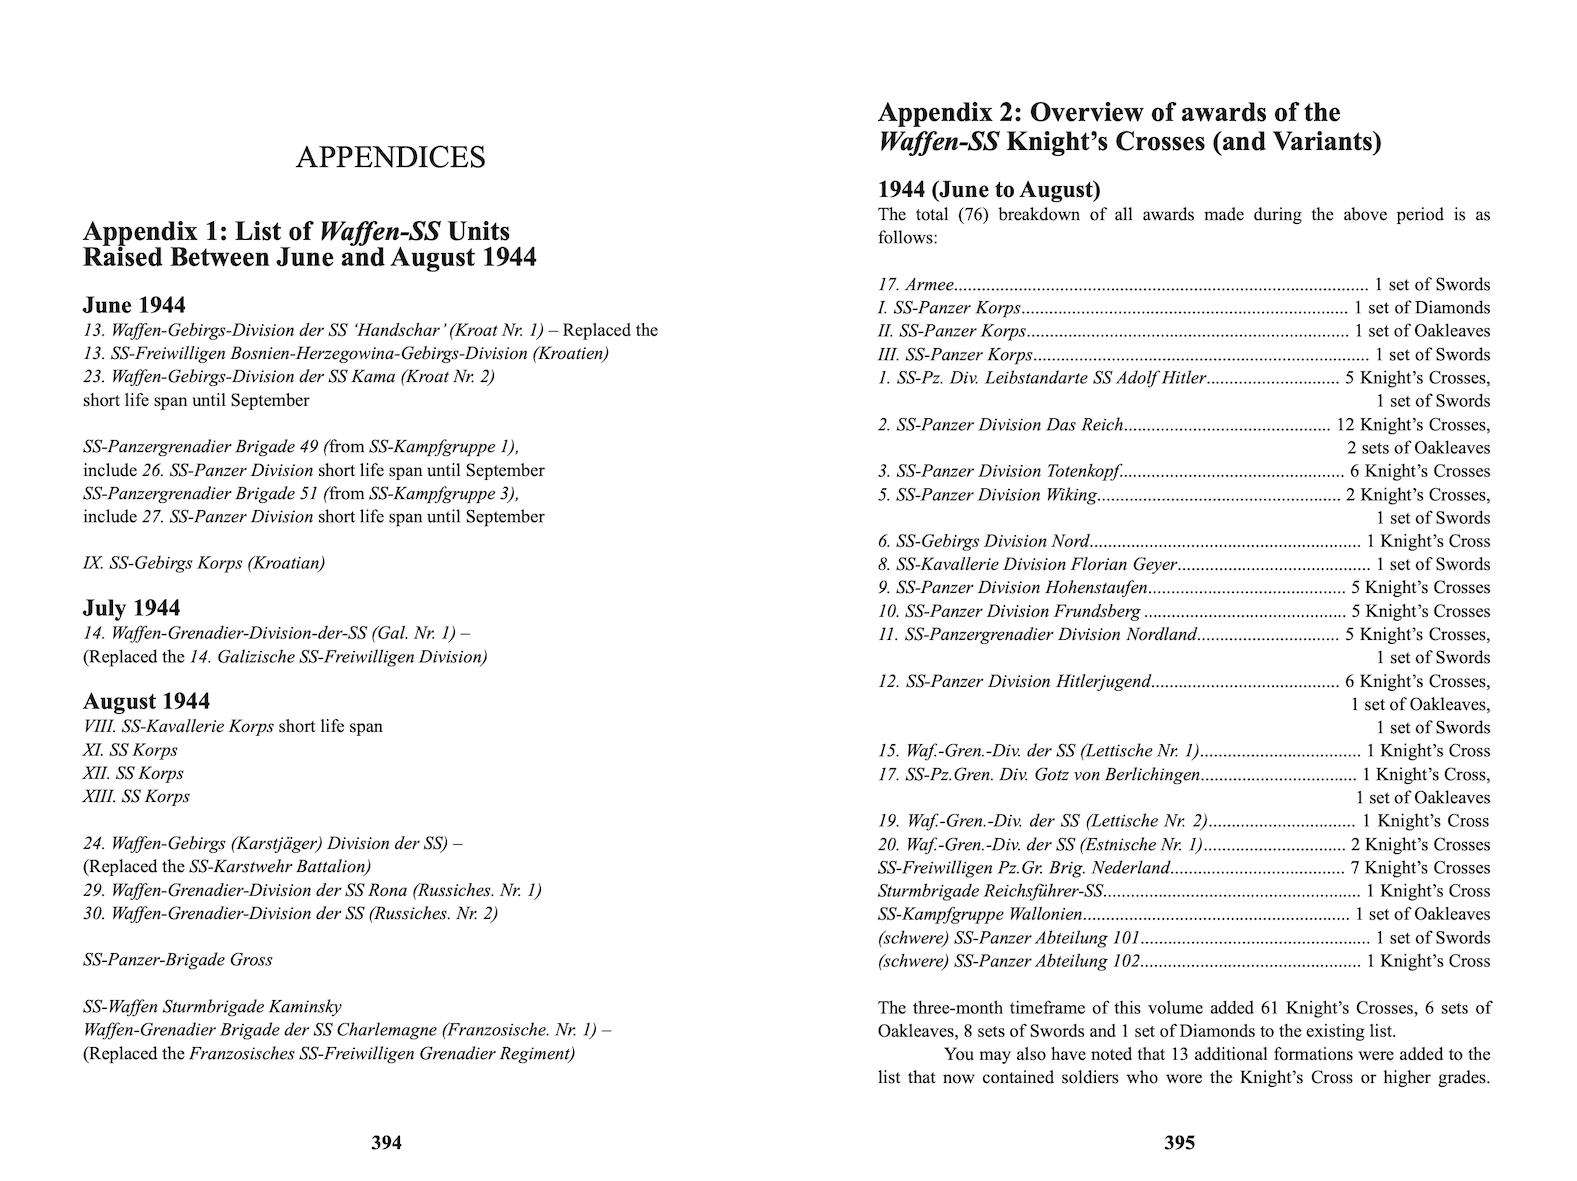 APPENDICES
Appendix 1: List of Waffen-SS Units
Raised Between June and August 1944
June 1944
13. Waffen-Gebirgs-Division der SS ‘Handschar’ (Kroat Nr. 1) – Replaced the
13. SS-Freiwilligen Bosnien-Herzegowina-Gebirgs-Division (Kroatien)
23. Waffen-Gebirgs-Division der SS Kama (Kroat Nr. 2)
short life span until September
SS-Panzergrenadier Brigade 49 (from SS-Kampfgruppe 1),
include 26. SS-Panzer Division short life span until September
SS-Panzergrenadier Brigade 51 (from SS-Kampfgruppe 3),
include 27. SS-Panzer Division short life span until September
IX. SS-Gebirgs Korps (Kroatian)
July 1944
14. Waffen-Grenadier-Division-der-SS (Gal. Nr. 1) –
(Replaced the 14. Galizische SS-Freiwilligen Division)
August 1944
VIII. SS-Kavallerie Korps short life span
XI. SS Korps
XII. SS Korps
XIII. SS Korps
24. Waffen-Gebirgs (Karstjäger) Division der SS) –
(Replaced the SS-Karstwehr Battalion)
29. Waffen-Grenadier-Division der SS Rona (Russiches. Nr. 1)
30. Waffen-Grenadier-Division der SS (Russiches. Nr. 2)
SS-Panzer-Brigade Gross
SS-Waffen Sturmbrigade Kaminsky
Waffen-Grenadier Brigade der SS Charlemagne (Franzosische. Nr. 1) –
(Replaced the Franzosisches SS-Freiwilligen Grenadier Regiment)
394
Appendix 2: Overview of awards of the
Waffen-SS Knight’s Crosses (and Variants)
1944 (June to August)
The total (76) breakdown of all awards made during the above period is as
follows:
17. Armee.......................................................................................... 1 set of Swords
I. SS-Panzer Korps....................................................................... 1 set of Diamonds
II. SS-Panzer Korps...................................................................... 1 set of Oakleaves
III. SS-Panzer Korps......................................................................... 1 set of Swords
1. SS-Pz. Div. Leibstandarte SS Adolf Hitler............................. 5 Knight’s Crosses,
1 set of Swords
2. SS-Panzer Division Das Reich............................................. 12 Knight’s Crosses,
2 sets of Oakleaves
3. SS-Panzer Division Totenkopf................................................. 6 Knight’s Crosses
5. SS-Panzer Division Wiking..................................................... 2 Knight’s Crosses,
1 set of Swords
6. SS-Gebirgs Division Nord........................................................... 1 Knight’s Cross
8. SS-Kavallerie Division Florian Geyer.......................................... 1 set of Swords
9. SS-Panzer Division Hohenstaufen........................................... 5 Knight’s Crosses
10. SS-Panzer Division Frundsberg ............................................ 5 Knight’s Crosses
11. SS-Panzergrenadier Division Nordland............................... 5 Knight’s Crosses,
1 set of Swords
12. SS-Panzer Division Hitlerjugend......................................... 6 Knight’s Crosses,
1 set of Oakleaves,
1 set of Swords
15. Waf.-Gren.-Div. der SS (Lettische Nr. 1)................................... 1 Knight’s Cross
17. SS-Pz.Gren. Div. Gotz von Berlichingen.................................. 1 Knight’s Cross,
1 set of Oakleaves
19. Waf.-Gren.-Div. der SS (Lettische Nr. 2)................................ 1 Knight’s Cross
20. Waf.-Gren.-Div. der SS (Estnische Nr. 1)............................... 2 Knight’s Crosses
SS-Freiwilligen Pz.Gr. Brig. Nederland...................................... 7 Knight’s Crosses
Sturmbrigade Reichsführer-SS........................................................ 1 Knight’s Cross
SS-Kampfgruppe Wallonien.......................................................... 1 set of Oakleaves
(schwere) SS-Panzer Abteilung 101.................................................. 1 set of Swords
(schwere) SS-Panzer Abteilung 102................................................ 1 Knight’s Cross
The three-month timeframe of this volume added 61 Knight’s Crosses, 6 sets of
Oakleaves, 8 sets of Swords and 1 set of Diamonds to the existing list.
You may also have noted that 13 additional formations were added to the
list that now contained soldiers who wore the Knight’s Cross or higher grades.
395